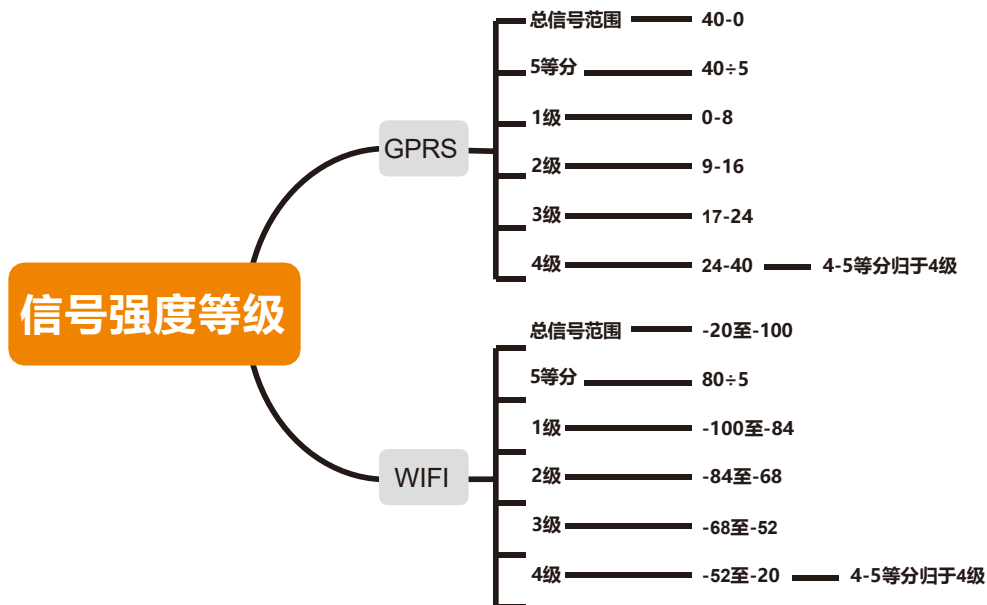 信号强度等级
GPRS
总信号范围 40-0
5等分 40÷5
1级 0-8
2级 9-16
3级 17-24
4级 24-40 4-5等分归于4级
WIFI
总信号范围 -20至-100
5等分 80÷5
1级 -100至-84
2级 -84至-68
3级 -68至-52
4级 -52至-20 4-5等分归于4级